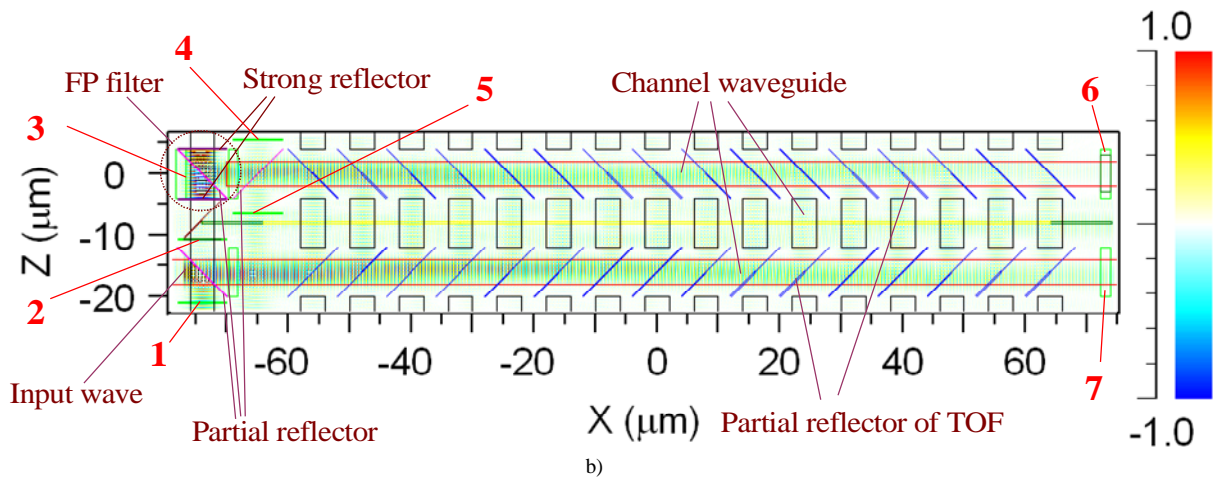 1.0
4
FP filter
Strong reflector
5
Channel waveguide
3
6
0
Z (μm)
-10
-20
2
1
7
-60
-40
-20
0
20
40
60
Input wave
Partial reflector
X (μm)
Partial reflector of TOF
-1.0
b)